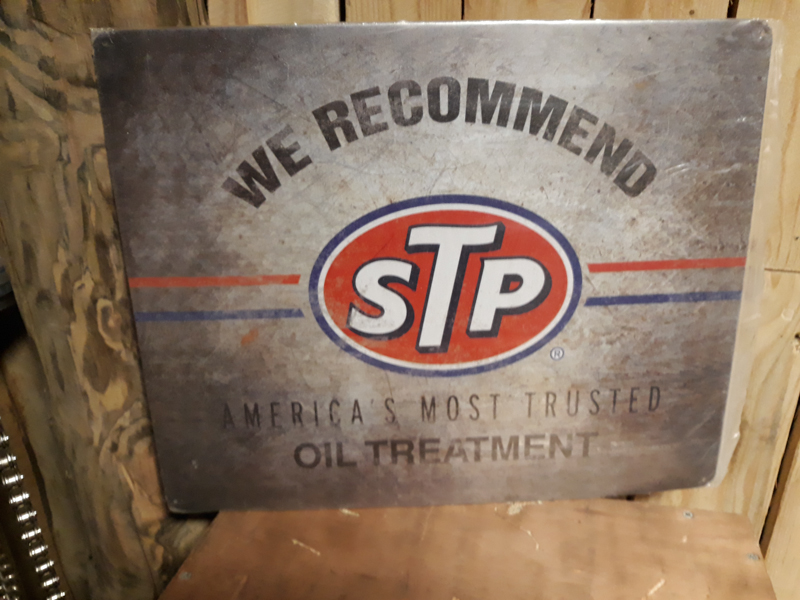 WE RECOMMEND
STP
®
AMERICA'S MOST TRUSTED
OIL TREATMENT